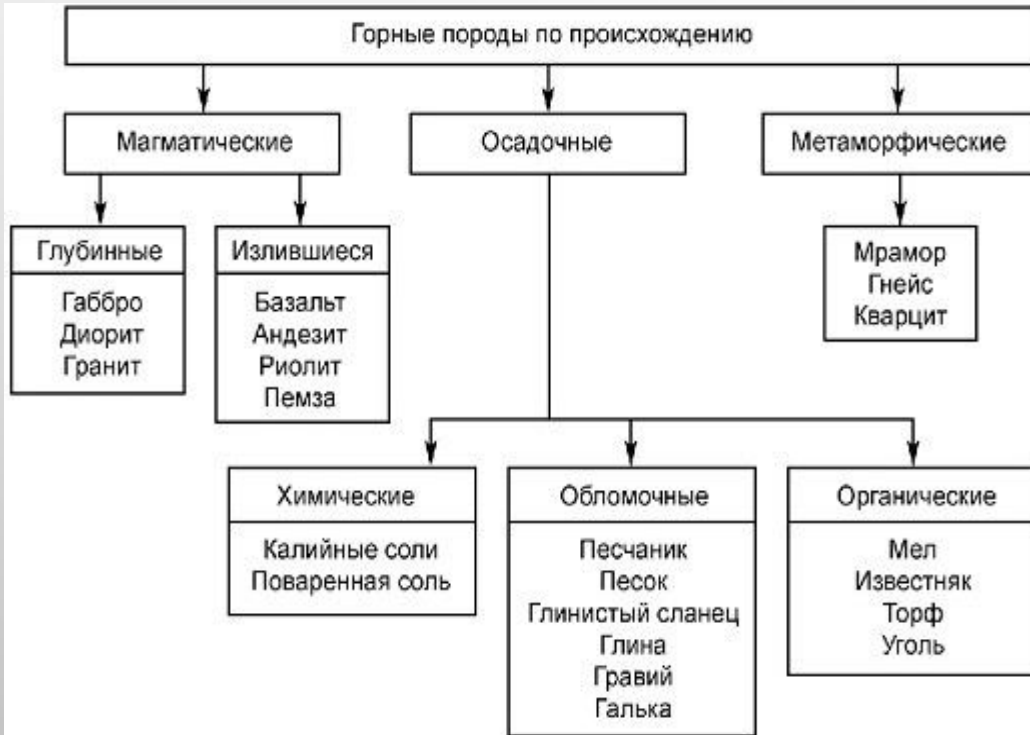 Горные породы по происхождению
Магматические
Осадочные
Метаморфические
Глубинные
Габбро
Диорит
Гранит
Излившиеся
Базальт
Андезит
Риолит
Пемза
Мрамор
Гнейс
Кварцит
Химические
Калийные соли
Поваренная соль
Обломочные
Песчаник
Песок
Глинистый сланец
Глина
Гравий
Галька
Органические
Мел
Известняк
Торф
Уголь